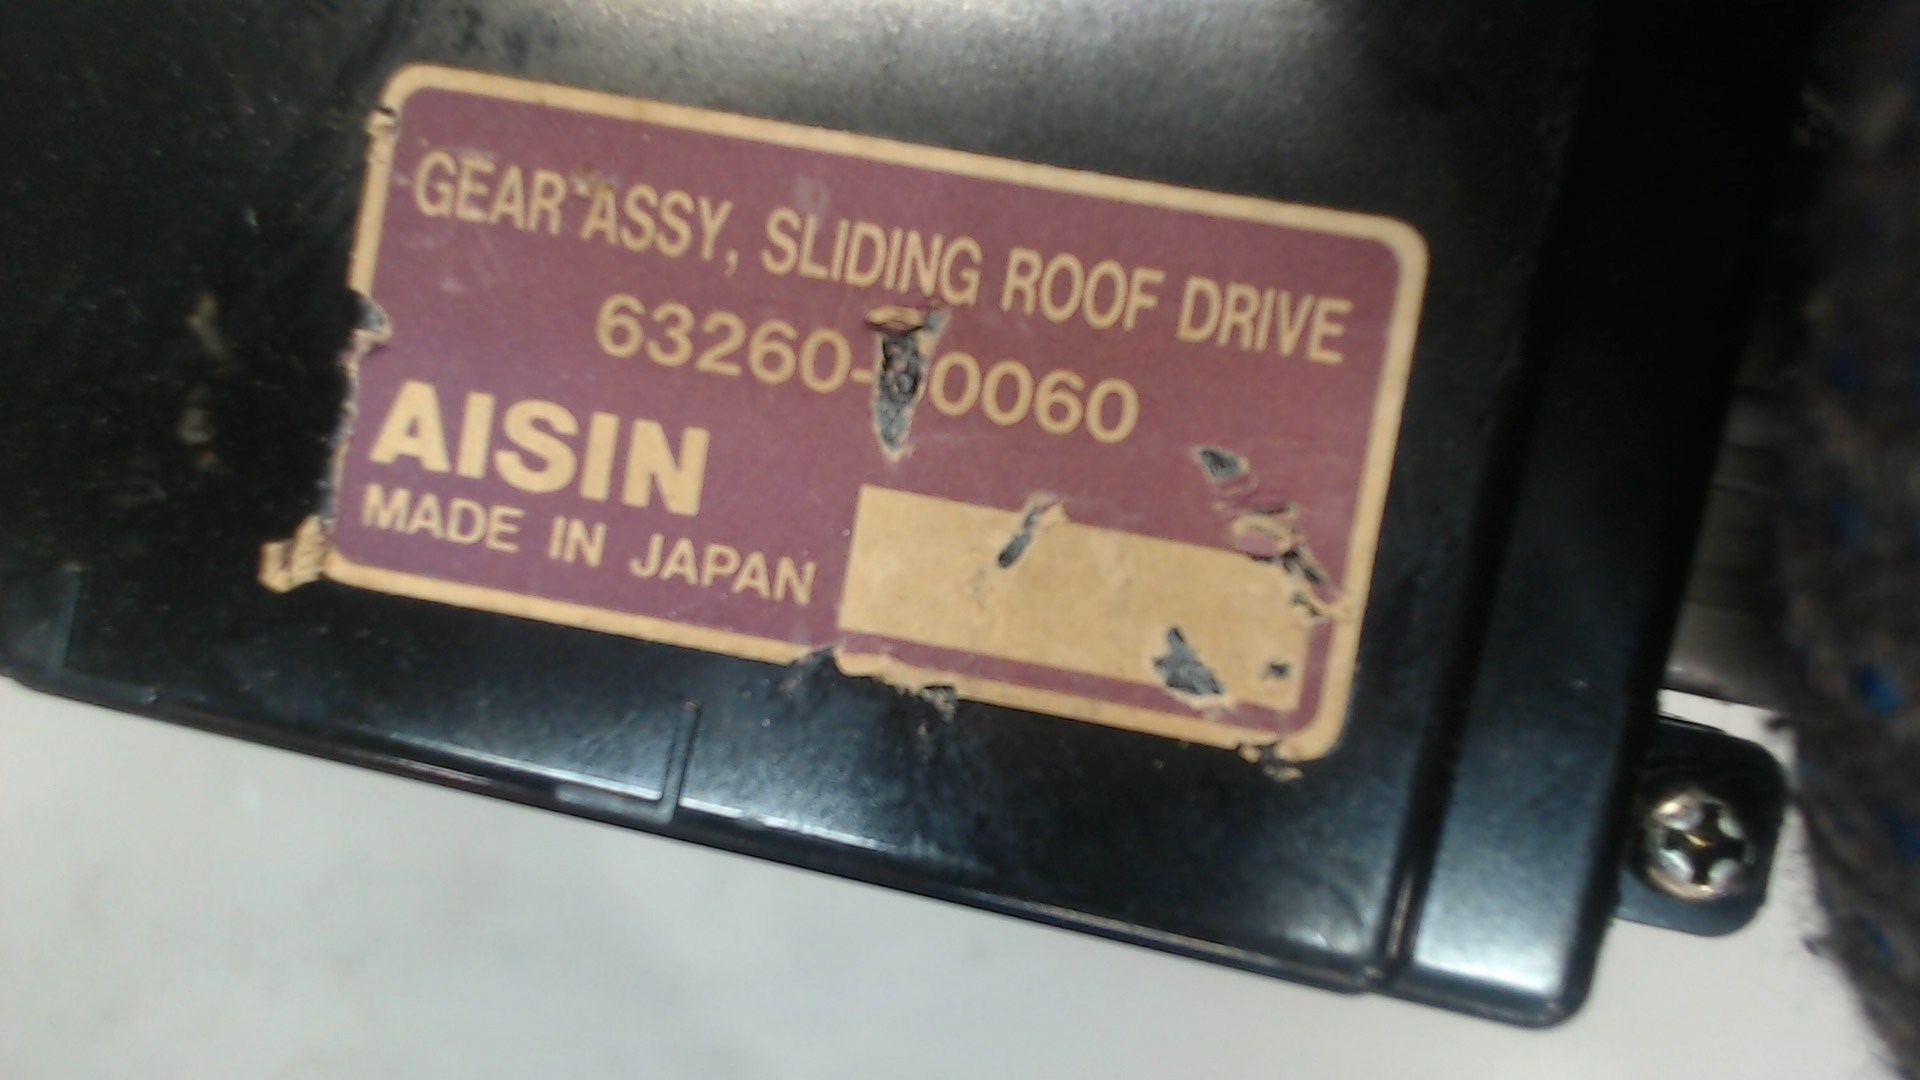 GEAR ASSY, SLIDING ROOF DRIVE
AISIN
MADE IN JAPAN